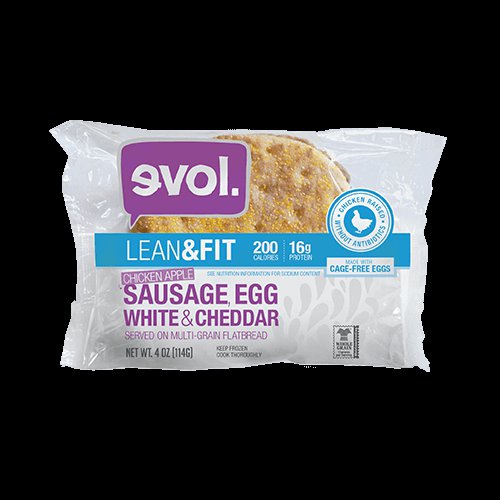 evol.
LEAN&FIT
200
CALORIES
16g
PROTEIN
CHICKEN RAISED
WITHOUT ANTIBIOTICS
MADE WITH
CAGE-FREE EGGS
SEE NUTRITION INFORMATION FOR SODIUM CONTENT
CHICKEN APPLE
SAUSAGE, EGG
WHITE & CHEDDAR
SERVED ON MULTI-GRAIN FLATBREAD
NET WT. 4 OZ (114G)
KEEP FROZEN
COOK THOROUGHLY
WHOLE
GRAIN